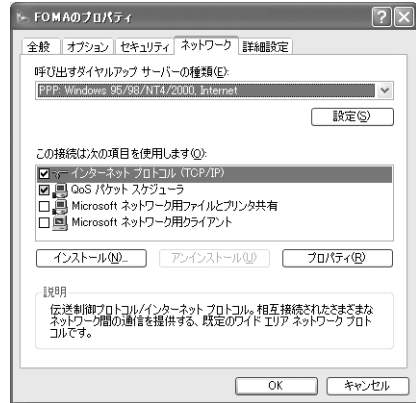 FOMAのプロパティ
全般 オプション セキュリティ ネットワーク 詳細設定
呼び出すダイヤルアップ サーバーの種類(E):
PPP: Windows 95/98/NT4/2000, Internet
設定(S)
この接続は次の項目を使用します(O):
インターネット プロトコル (TCP/IP)
QoS パケット スケジューラ
Microsoft ネットワーク用ファイルとプリンタ共有
Microsoft ネットワーク用クライアント
インストール(N)... アンインストール(U) プロパティ(R)
説明
伝送制御プロトコル/インターネット プロトコル。相互接続されたさまざまな
ネットワーク間の通信を提供する、既定のワイド エリア ネットワーク プロト
コルです。
OK キャンセル